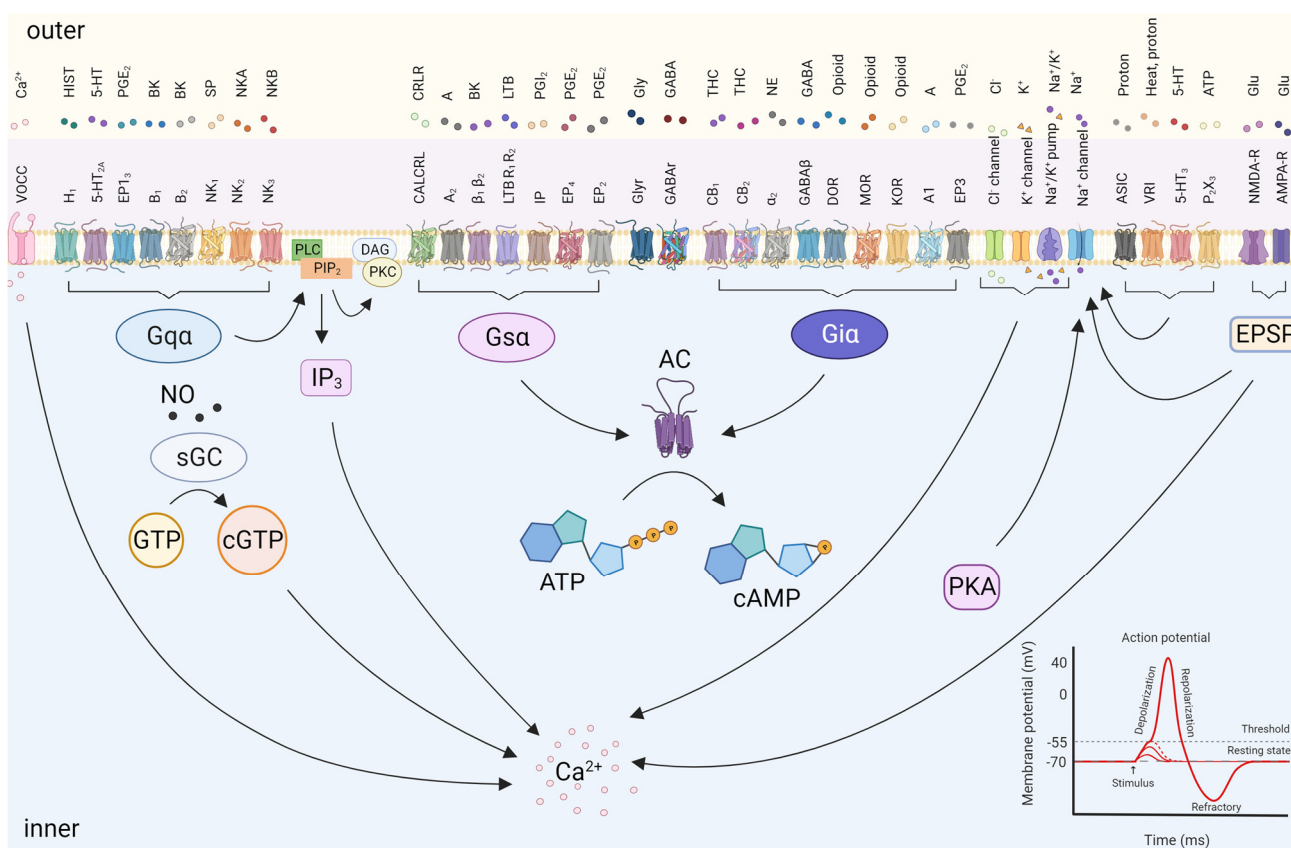 outer
Ca²⁺
HIST
5-HT
PGE₂
BK
BK
SP
NKA
NKB
CRLR
A
BK
LTB
PGI₂
PGE₂
PGE₂
Gly
GABA
THC
THC
NE
GABA
Opioid
Opioid
Opioid
A
PGE₂
Cl⁻
K⁺
Na⁺/K⁺
Na⁺
Proton
Heat, proton
5-HT
ATP
Glu
Glu
VOCC
H₁
5-HT₂A
EP1₃
B₁
B₂
NK₁
NK₂
NK₃
CALCRL
A₂
β₁ β₂
LTB R₁ R₂
IP
EP₄
EP₂
Glyr
GABAr
CB₁
CB₂
α₂
GABAβ
DOR
MOR
KOR
A1
EP3
Cl⁻ channel
K⁺ channel
Na⁺/K⁺ pump
Na⁺ channel
ASIC
VRI
5-HT₃
P₂X₃
NMDA-R
AMPA-R
PLC
PIP₂
DAG
PKC
Gqα
Gsα
Giα
EPSP
IP₃
NO
sGC
GTP
cGTP
AC
P P P
ATP
P
cAMP
PKA
Ca²⁺
Action potential
Membrane potential (mV)
40
0
-55
-70
Depolarization
Repolarization
Threshold
Resting state
Stimulus
Refractory
Time (ms)
inner